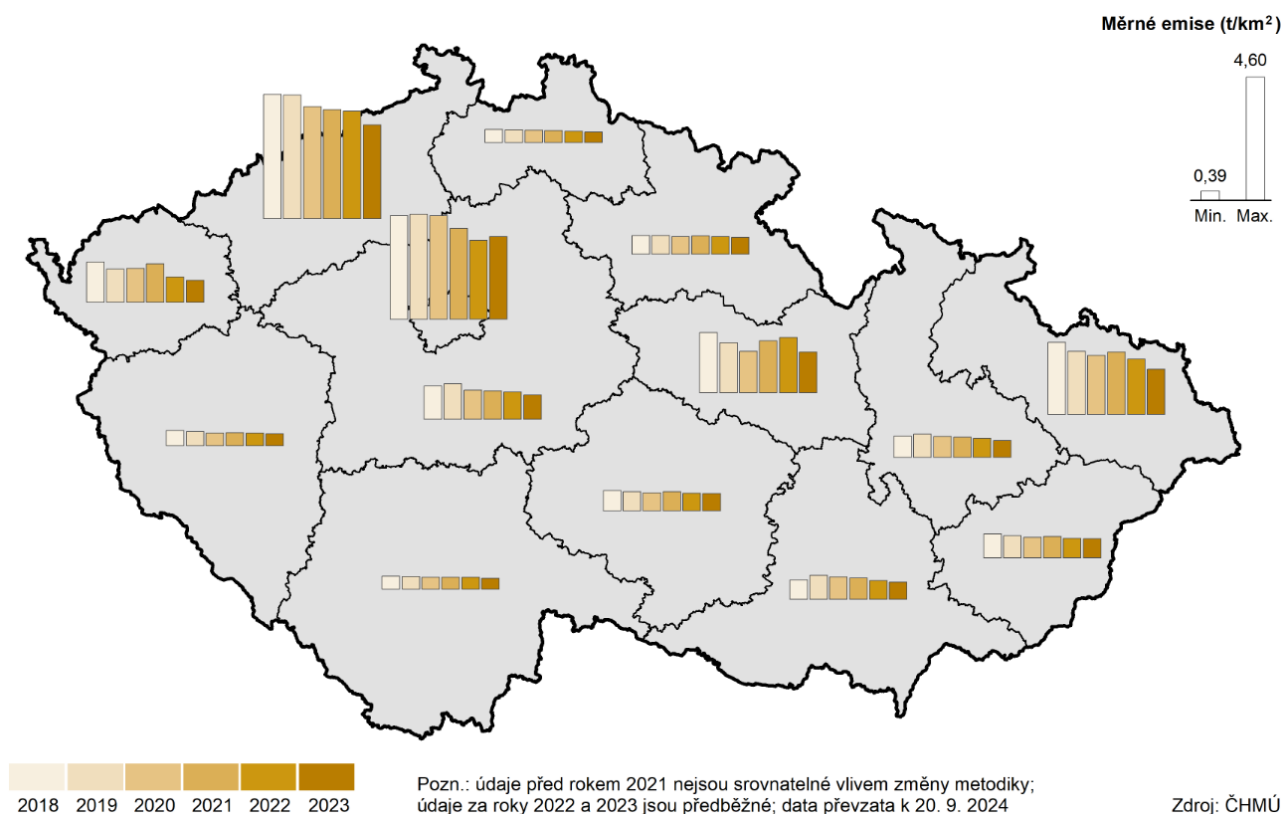 Měrné emise (t/km²)
4,60
0,39
Min. Max.
2018 2019 2020 2021 2022 2023
Pozn.: údaje před rokem 2021 nejsou srovnatelné vlivem změny metodiky;
údaje za roky 2022 a 2023 jsou předběžné; data převzata k 20. 9. 2024
Zdroj: ČHMÚ